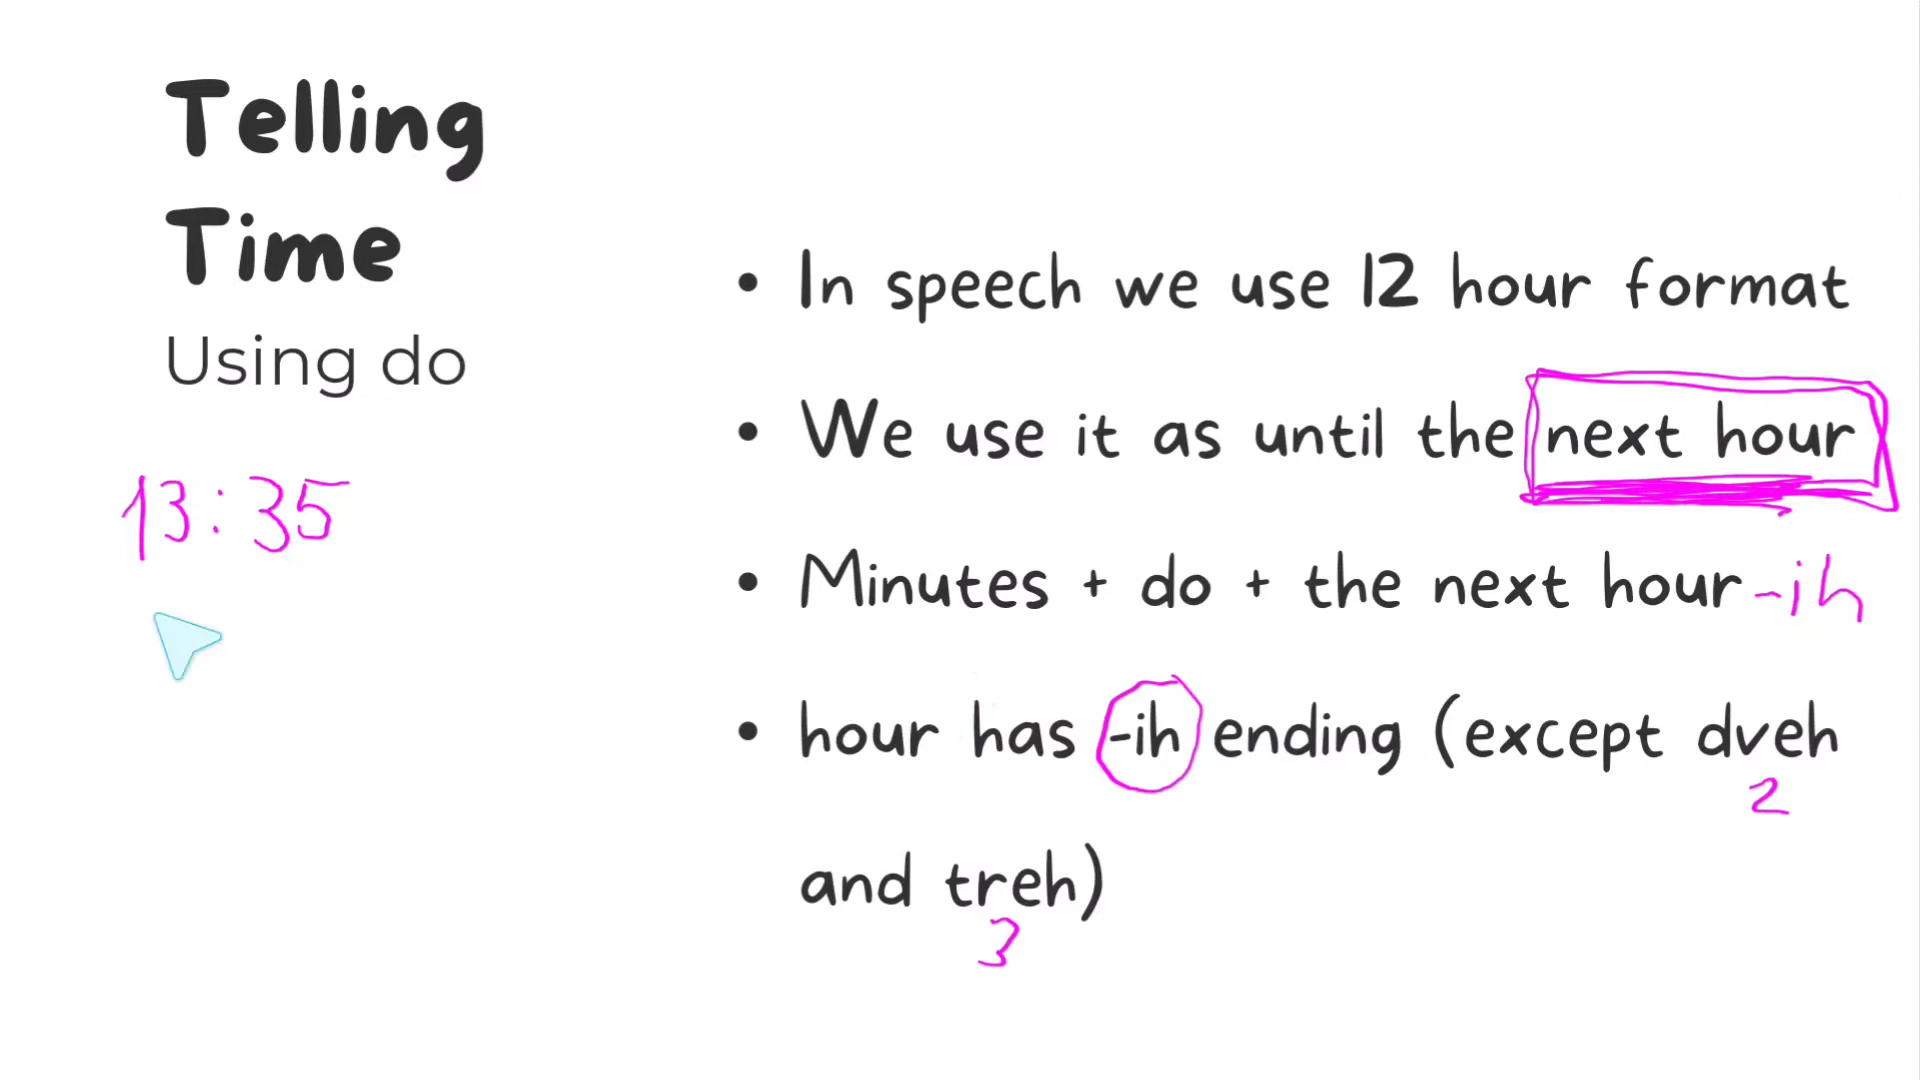 Telling
Time
Using do
13:35
• In speech we use 12 hour format
• We use it as until the next hour
• Minutes + do + the next hour -ih
• hour has -ih ending (except dveh
2
and treh)
3